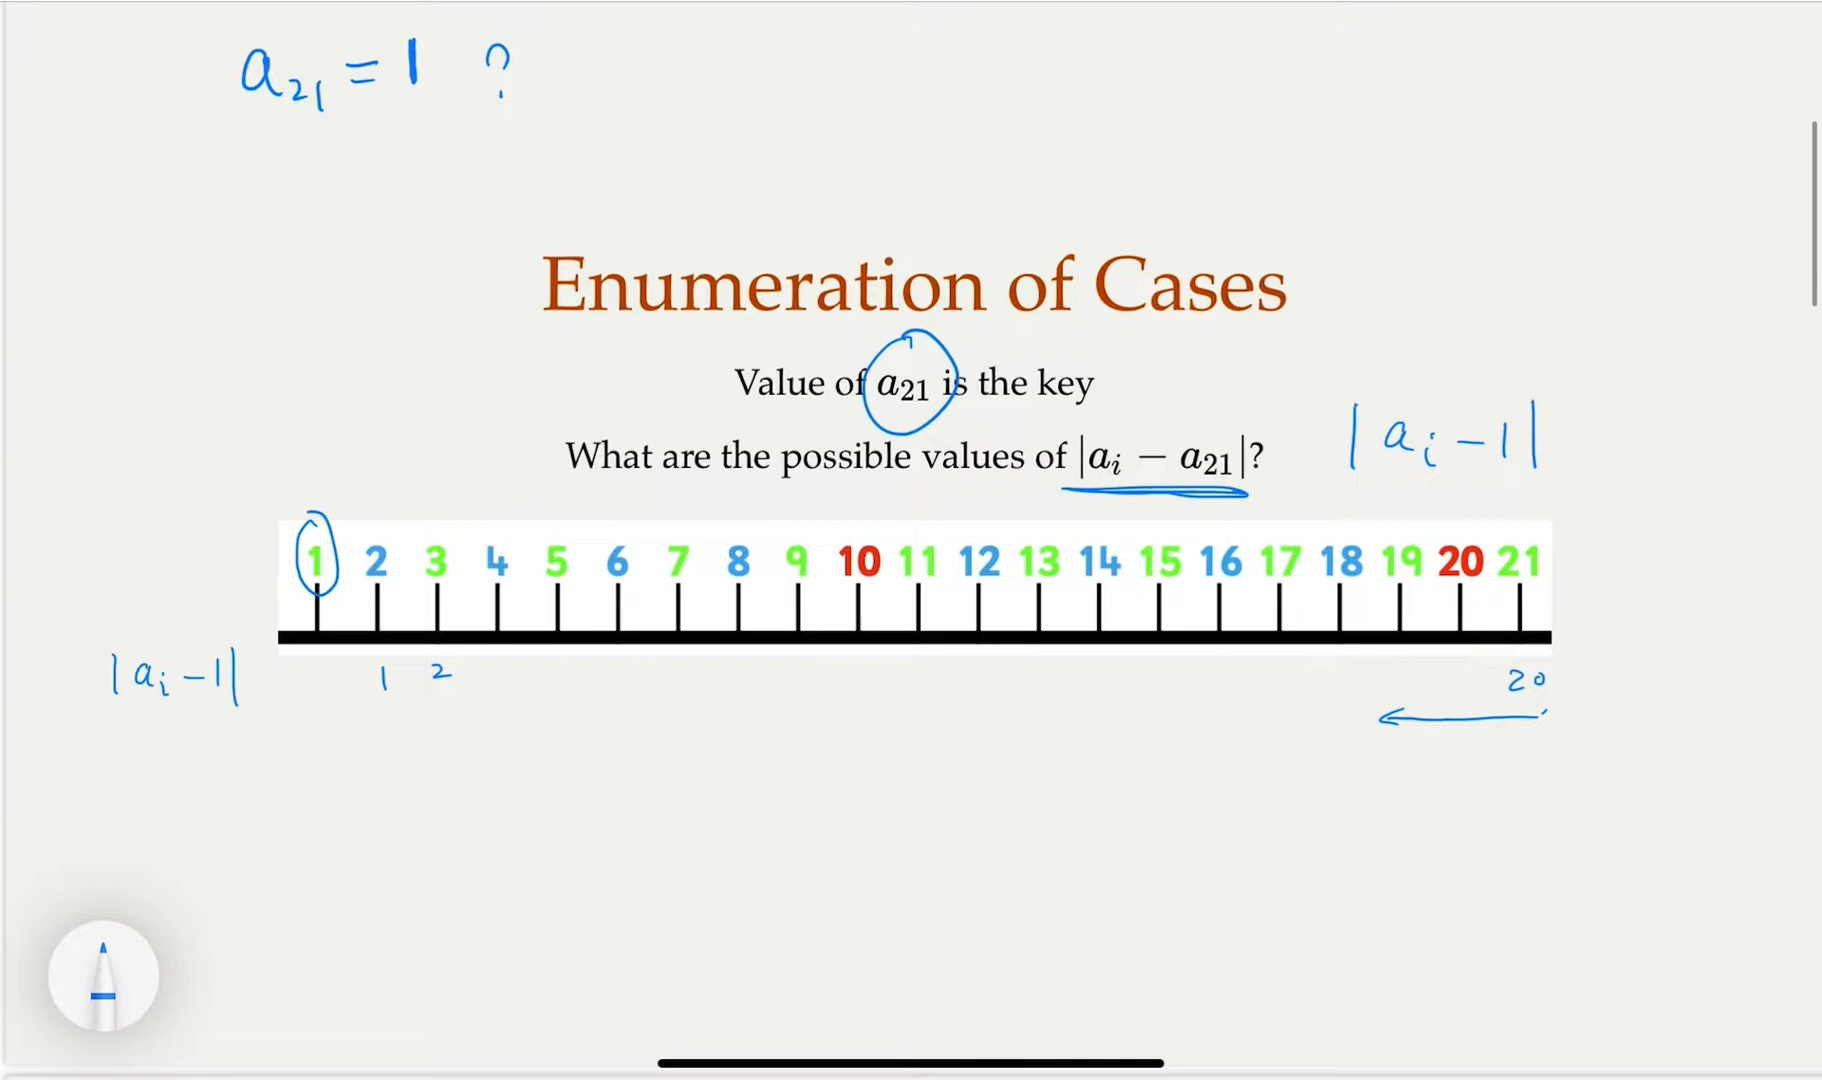 a₂₁ = 1 ?
Enumeration of Cases
Value of a₂₁ is the key
What are the possible values of |aᵢ − a₂₁|?
|aᵢ − 1|
1 2 3 4 5 6 7 8 9 10 11 12 13 14 15 16 17 18 19 20 21
|aᵢ − 1| 1 2 20